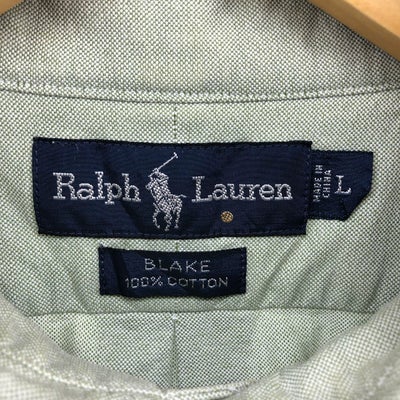 Ralph Lauren
MADE IN
CHINA
L
BLAKE
100% COTTON